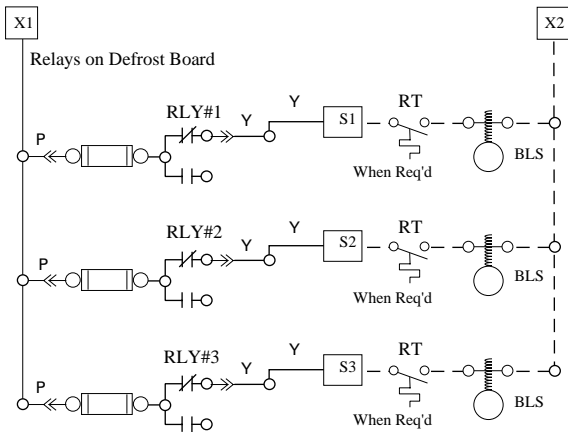 X1
X2
Relays on Defrost Board
RLY#1
Y
Y
S1
RT
P
When Req'd
BLS
RLY#2
Y
Y
S2
RT
P
When Req'd
BLS
RLY#3
Y
Y
S3
RT
P
When Req'd
BLS